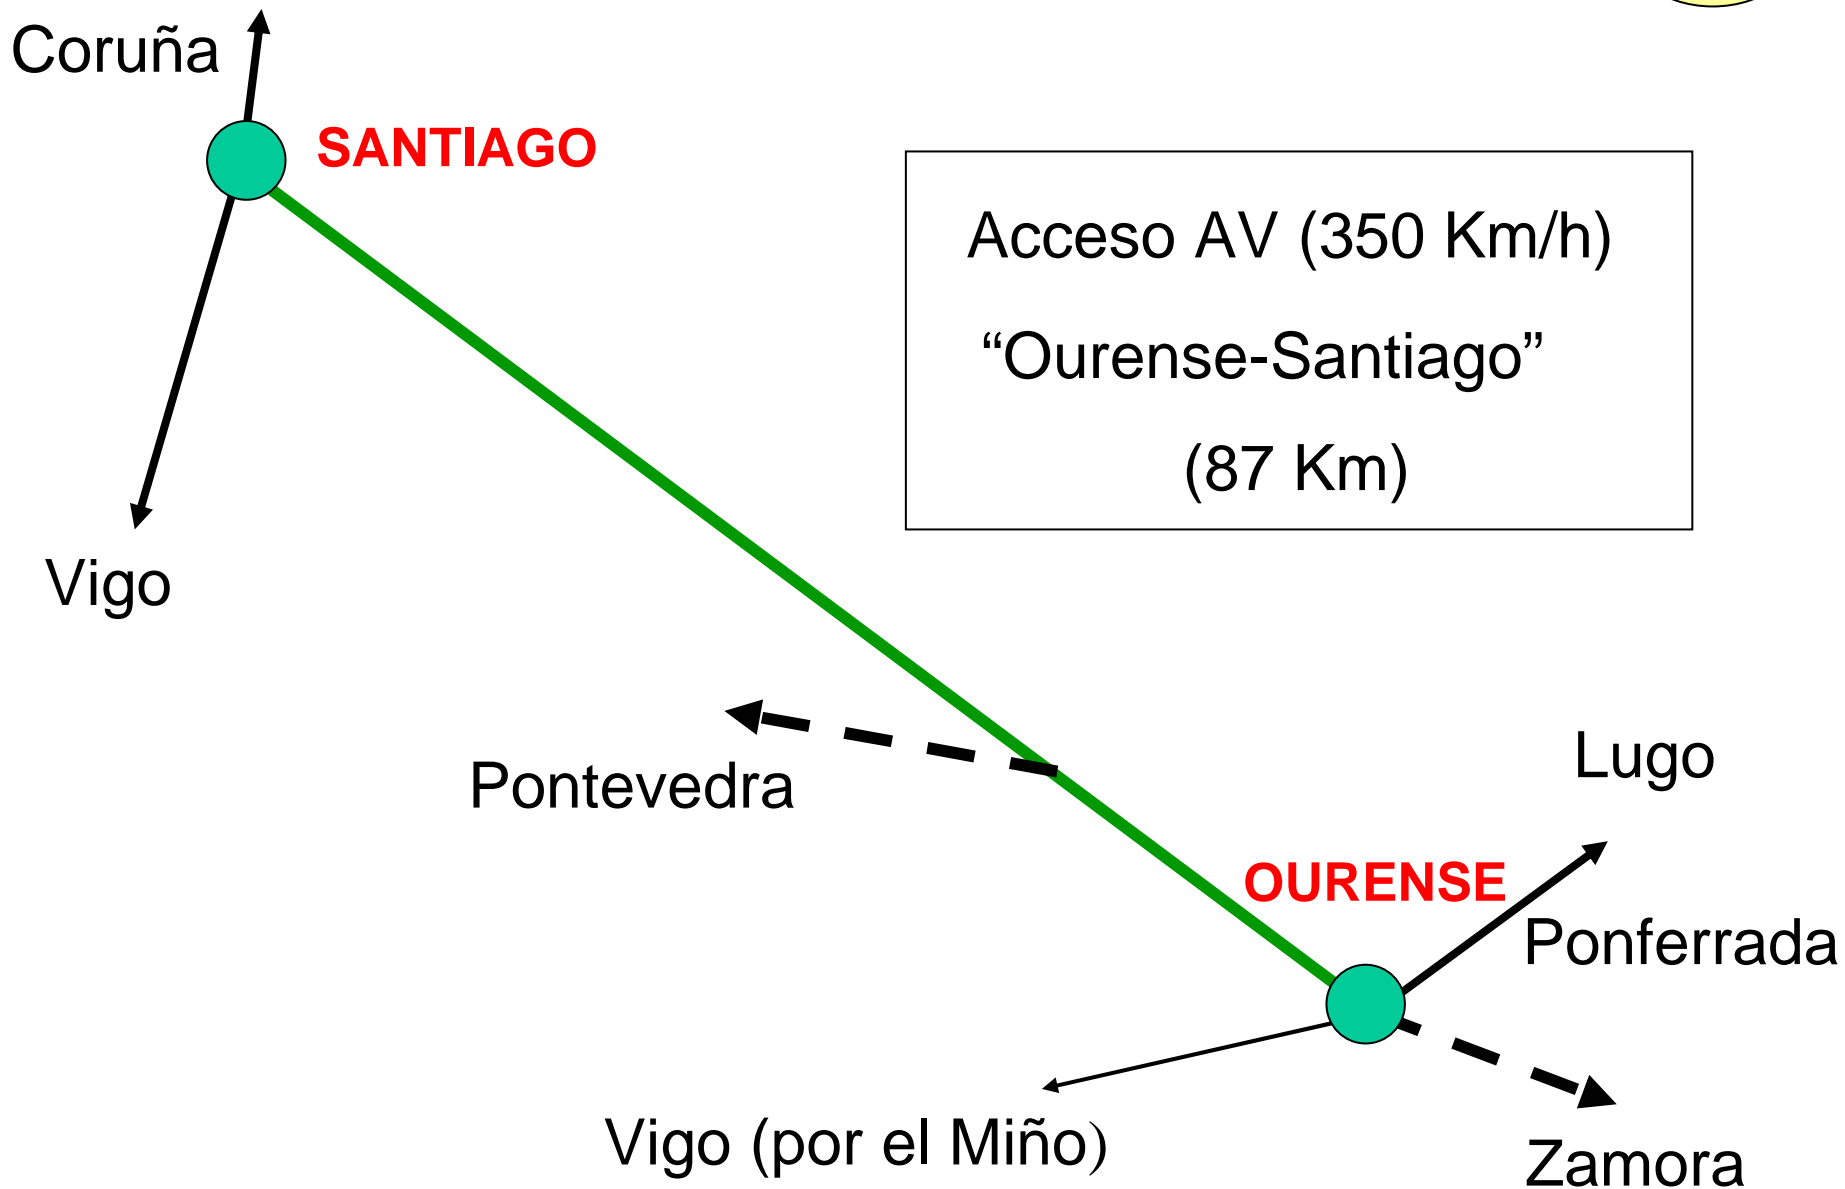 Coruña
SANTIAGO
Acceso AV (350 Km/h)
“Ourense-Santiago”
(87 Km)
Vigo
Pontevedra
Lugo
OURENSE
Ponferrada
Vigo (por el Miño)
Zamora